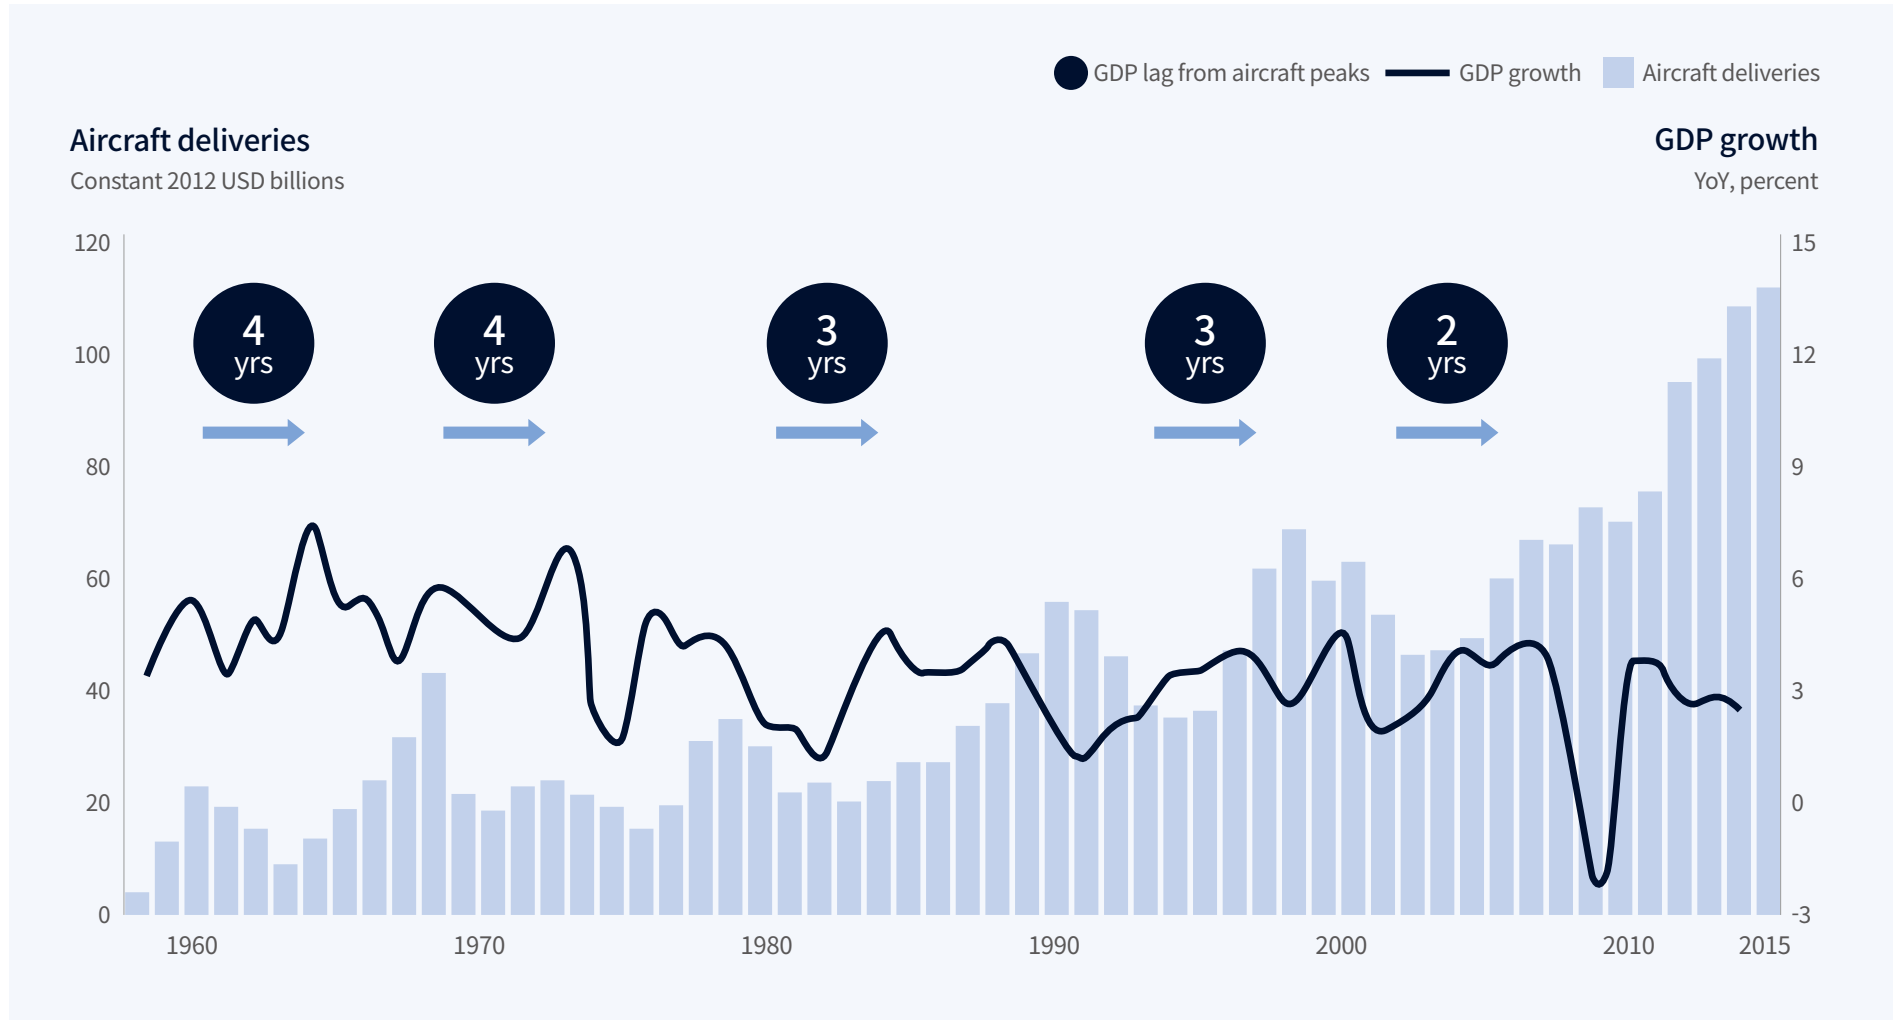 GDP lag from aircraft peaks GDP growth Aircraft deliveries
Aircraft deliveries
Constant 2012 USD billions
GDP growth
YoY, percent
120
100
80
60
40
20
0
4
yrs
4
yrs
3
yrs
3
yrs
2
yrs
15
12
9
6
3
0
-3
1960 1970 1980 1990 2000 2010 2015